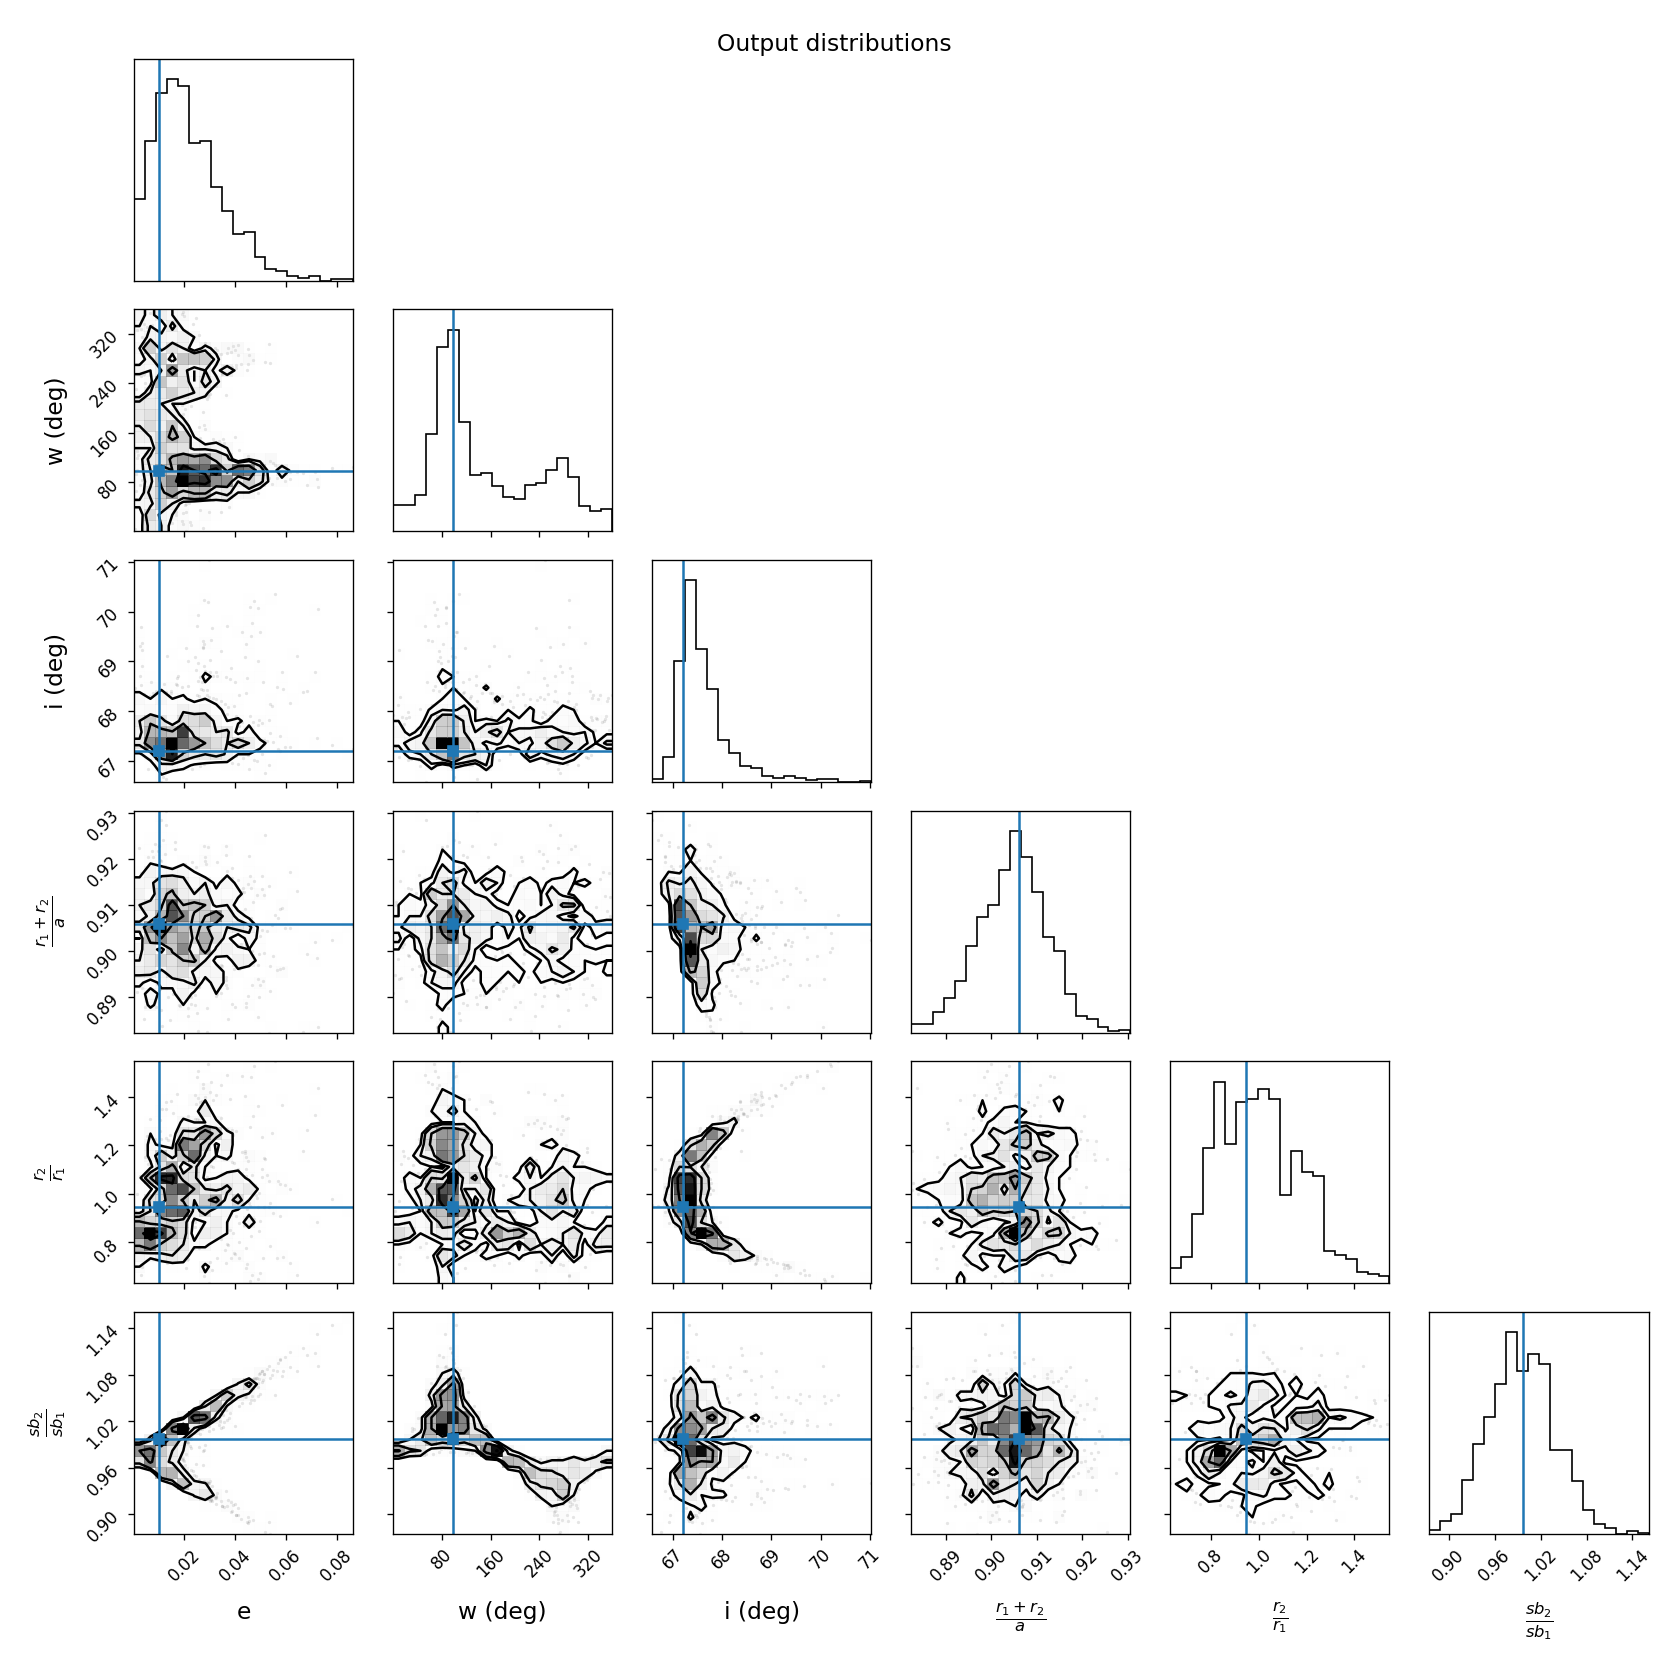 Output distributions
320
240
160
80
w (deg)
71
70
69
68
67
i (deg)
0.93
0.92
0.91
0.90
0.89
r₁ + r₂
a
1.4
1.2
1.0
0.8
r₂
r₁
1.14
1.08
1.02
0.96
0.90
sb₂
sb₁
0.02 0.04 0.06 0.08 80 160 240 320 67 68 69 70 71 0.89 0.90 0.91 0.92 0.93 0.8 1.0 1.2 1.4 0.90 0.96 1.02 1.08 1.14
e w (deg) i (deg)
r₁ + r₂ r₂ sb₂
a r₁ sb₁